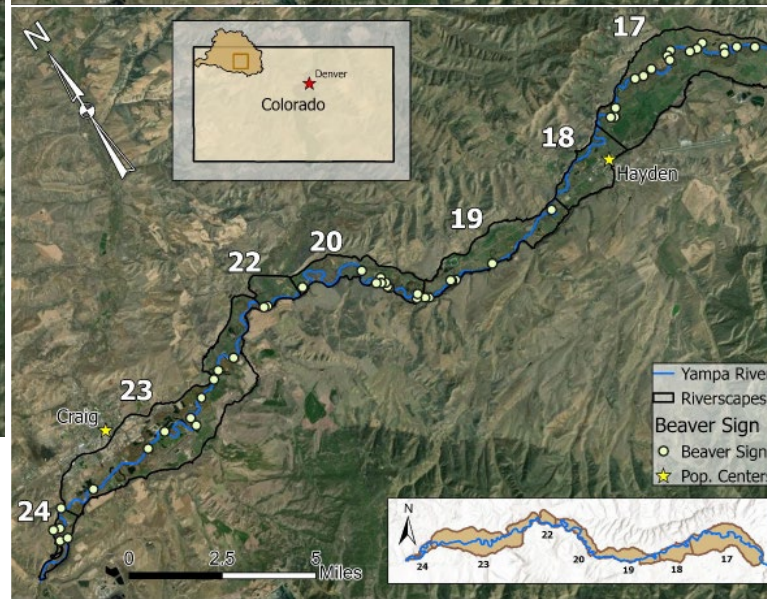 N
17
Denver
Colorado
18
Hayden
19
20
22
Yampa River
Riverscapes
Beaver Sign
Beaver Sign
Pop. Centers
23
Craig
24
0 2.5 5
Miles
N
22
24 23 20 19 18 17